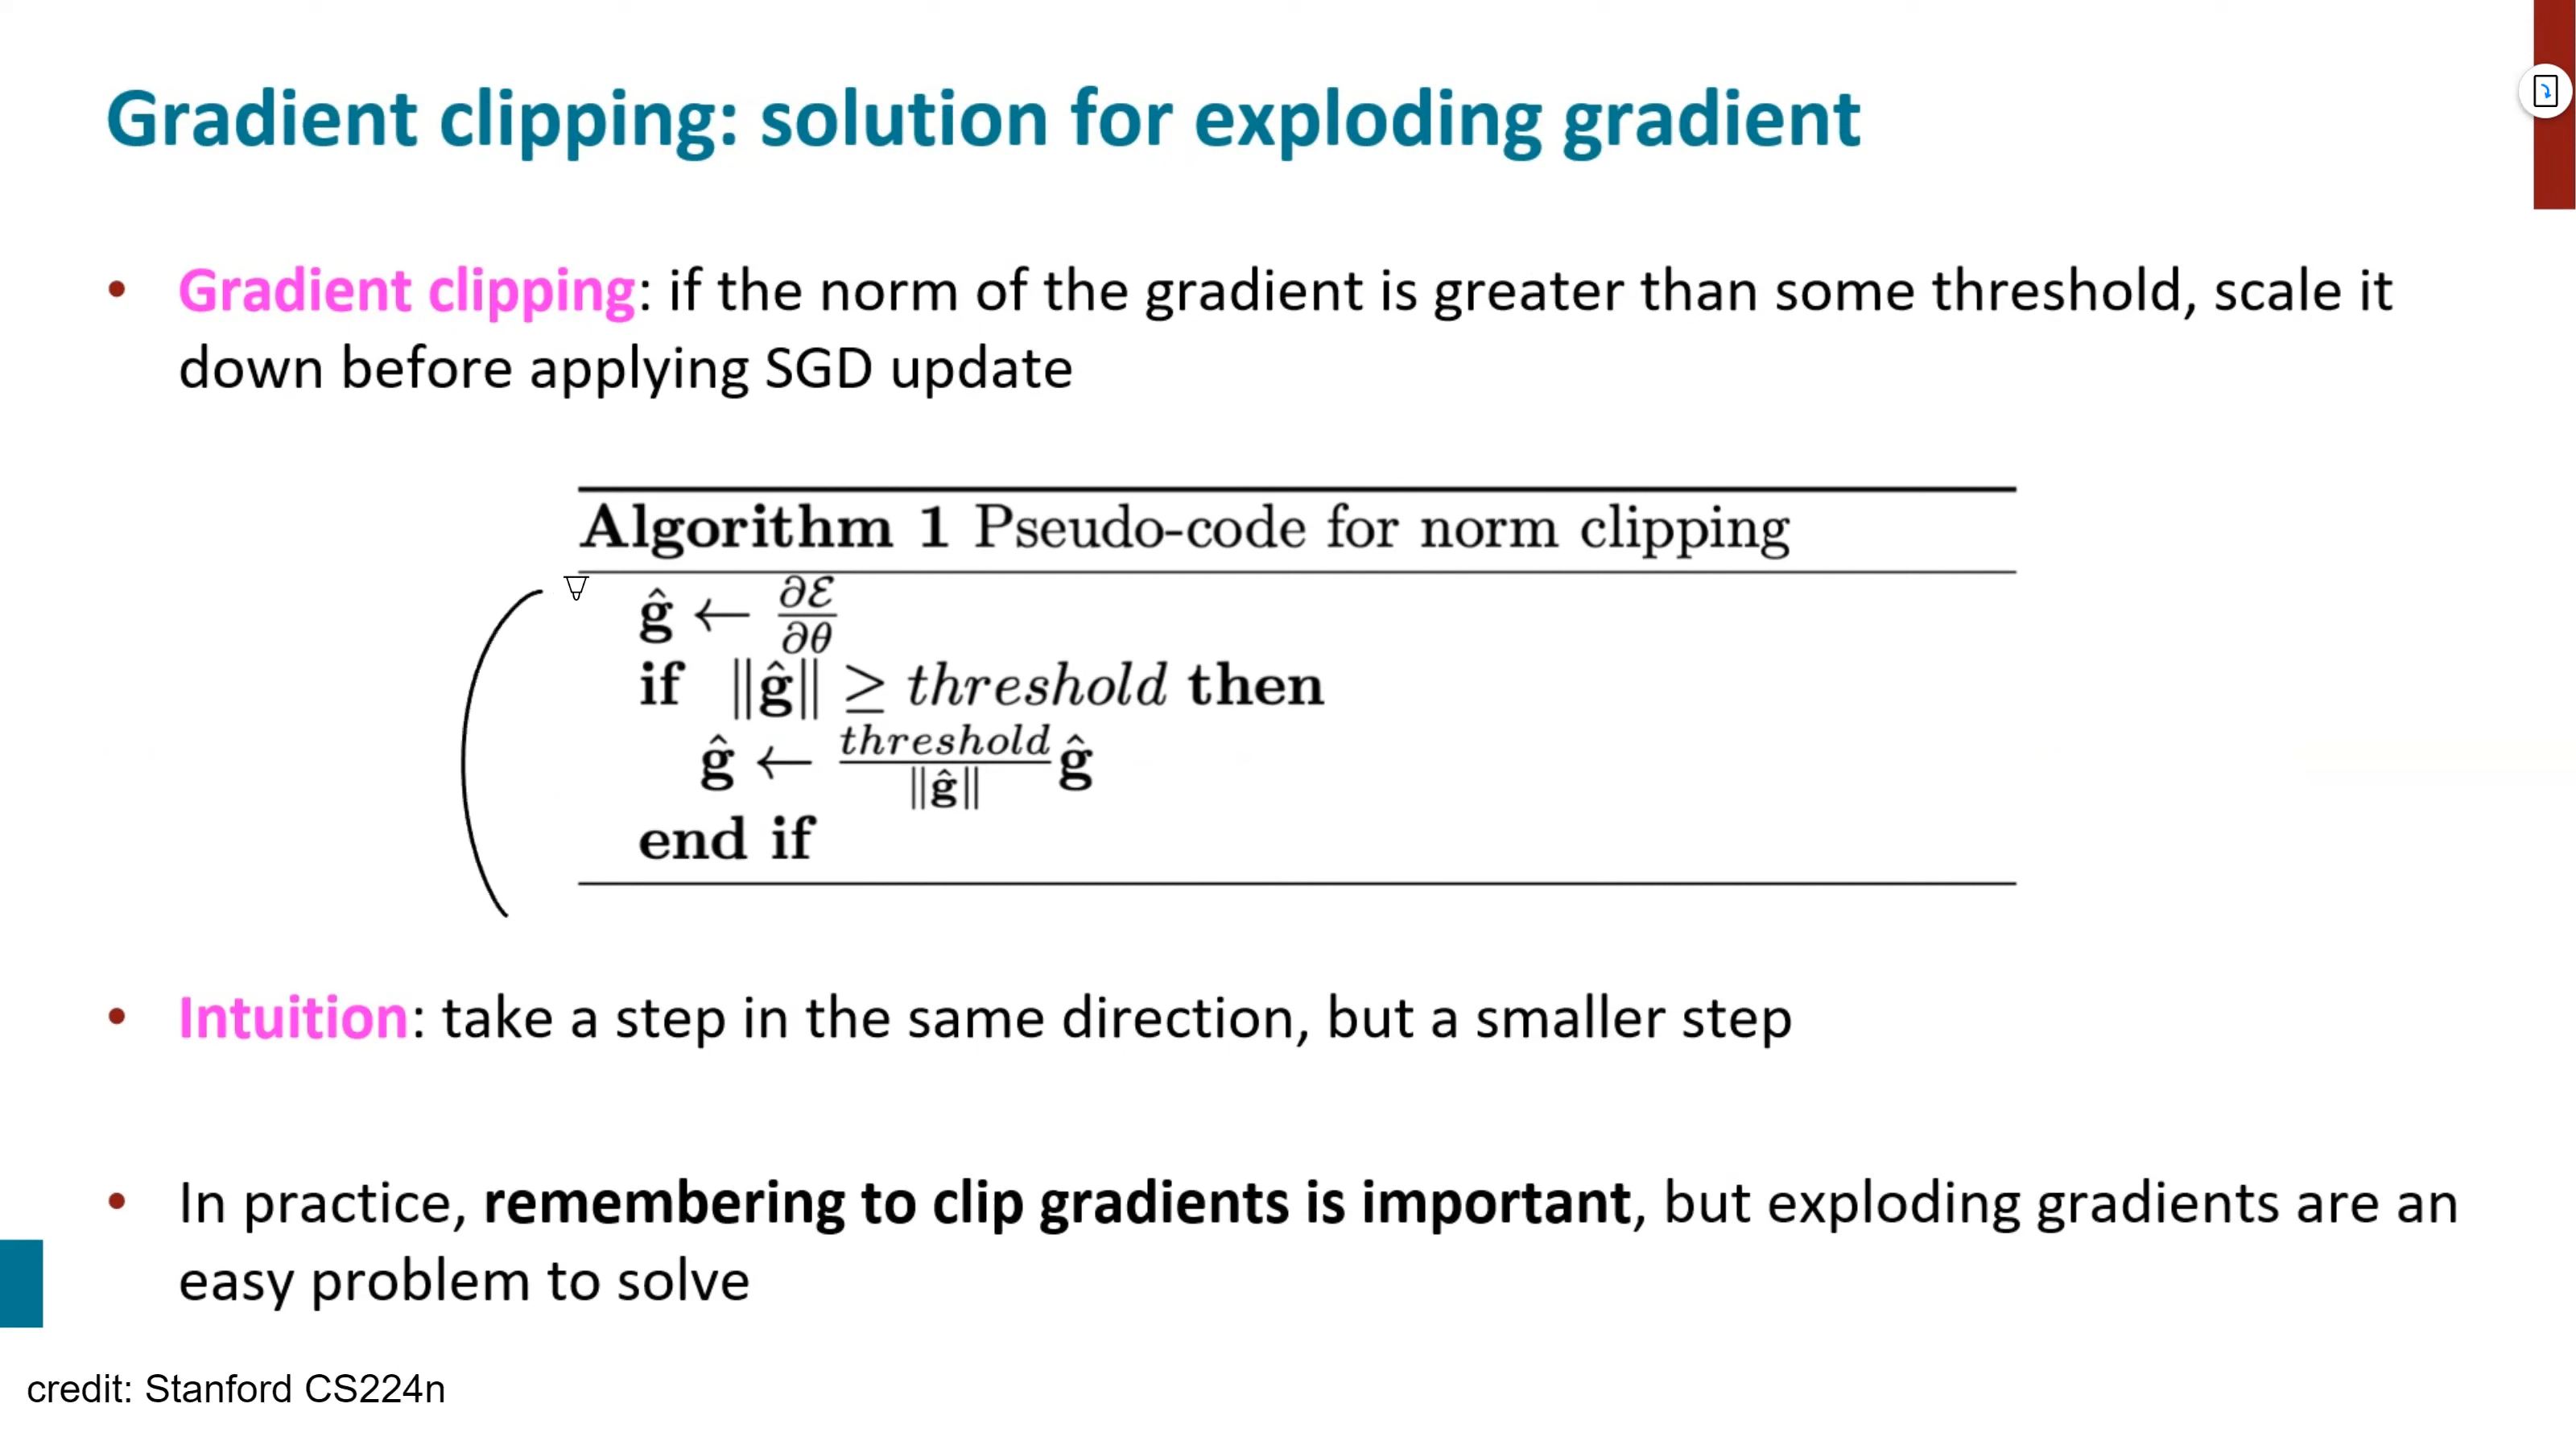 Gradient clipping: solution for exploding gradient
• Gradient clipping: if the norm of the gradient is greater than some threshold, scale it
down before applying SGD update
Algorithm 1 Pseudo-code for norm clipping
ĝ ← ∂ℰ/∂θ
if ‖ĝ‖ ≥ threshold then
ĝ ← threshold/‖ĝ‖ ĝ
end if
• Intuition: take a step in the same direction, but a smaller step
• In practice, remembering to clip gradients is important, but exploding gradients are an
easy problem to solve
credit: Stanford CS224n